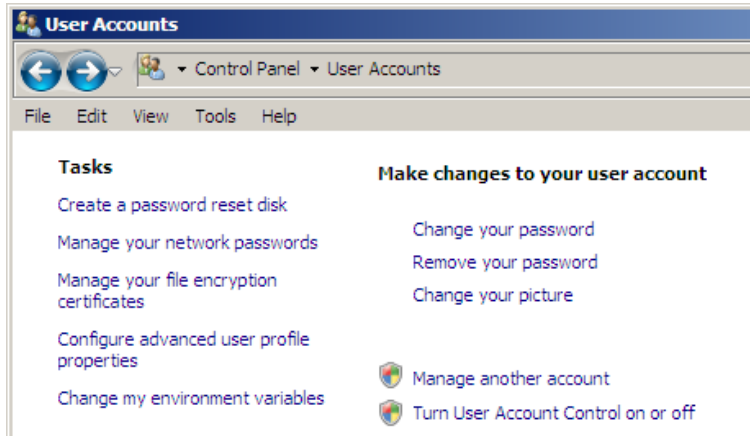 User Accounts
Control Panel User Accounts
File Edit View Tools Help
Tasks
Create a password reset disk
Manage your network passwords
Manage your file encryption
certificates
Configure advanced user profile
properties
Change my environment variables
Make changes to your user account
Change your password
Remove your password
Change your picture
Manage another account
Turn User Account Control on or off